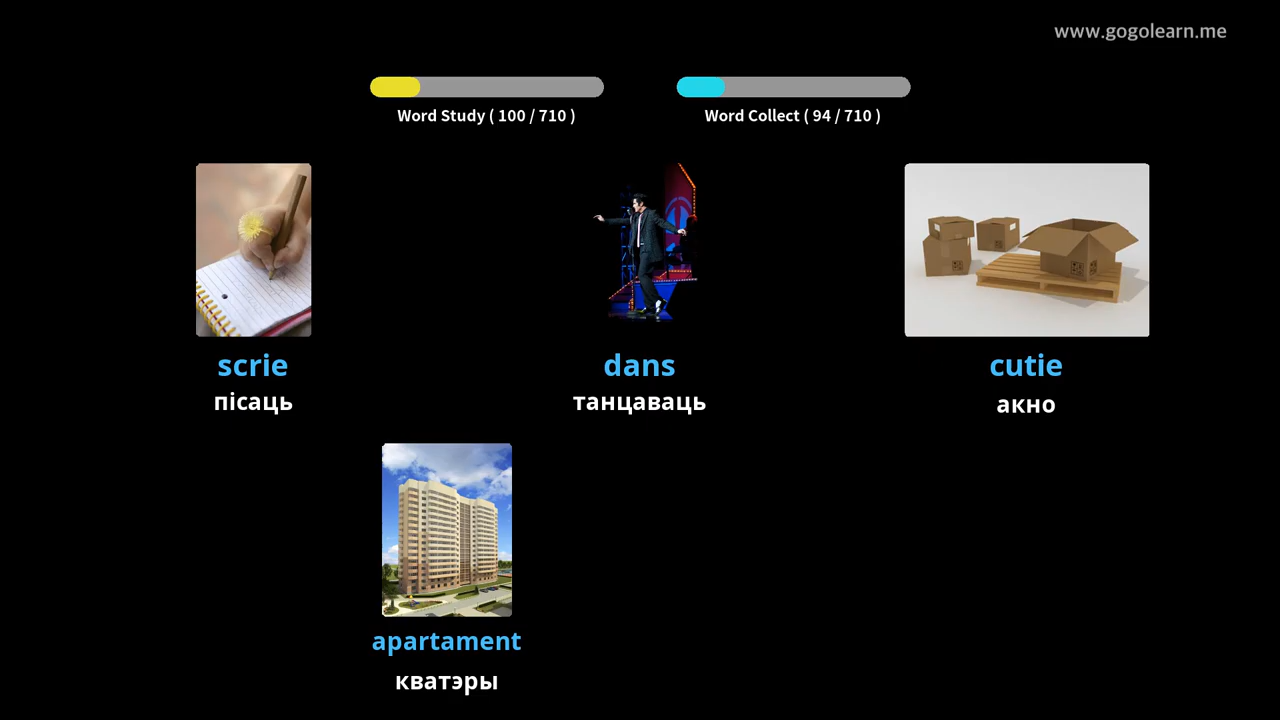 www.gogolearn.me
Word Study ( 100 / 710 )
Word Collect ( 94 / 710 )
scrie
пісаць
dans
танцаваць
cutie
акно
apartament
кватэры